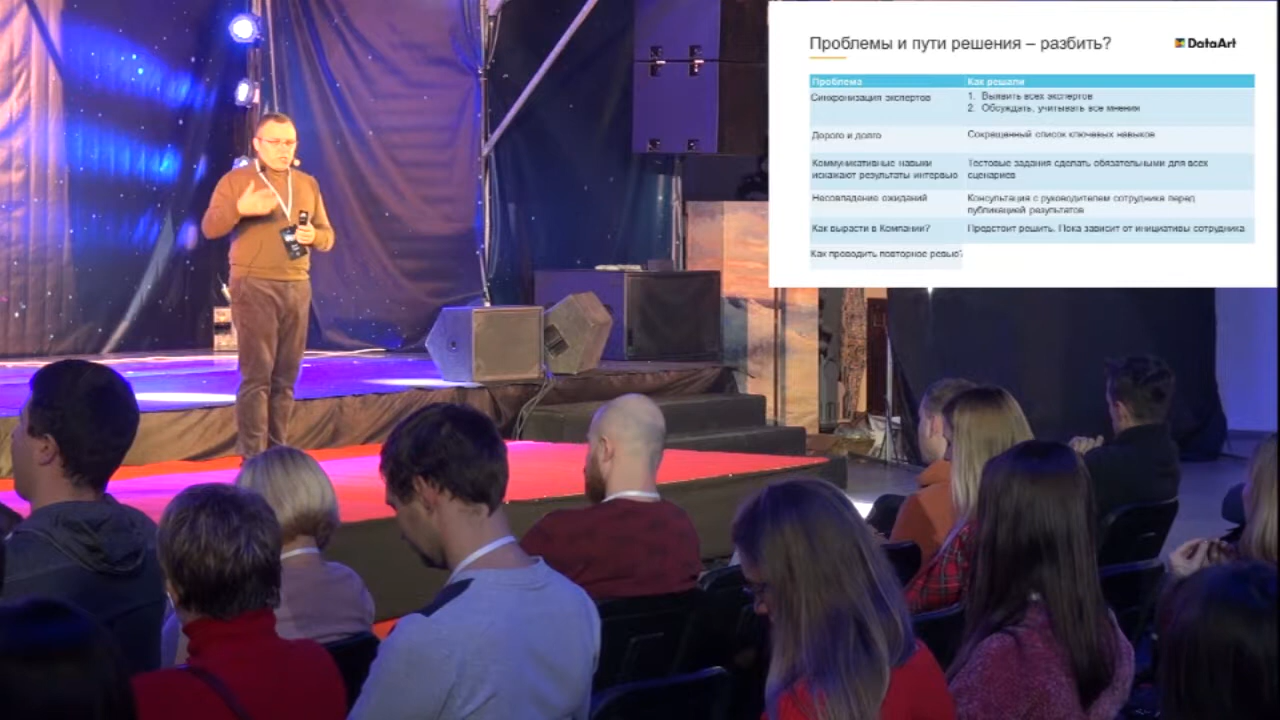 Проблемы и пути решения – разбить?
DataArt
Проблема
Как решали
Синхронизация экспертов
1. Выявить всех экспертов
2. Обсуждать, учитывать все мнения
Дорого и долго
Сокращенный список ключевых навыков
Коммуникативные навыки
искажают результаты интервью
Тестовые задания сделать обязательными для всех
сценариев
Несовпадение ожиданий
Консультация с руководителем сотрудника перед
публикацией результатов
Как вырасти в Компании?
Предстоит решить. Пока зависит от инициативы сотрудника
Как проводить повторное ревью?